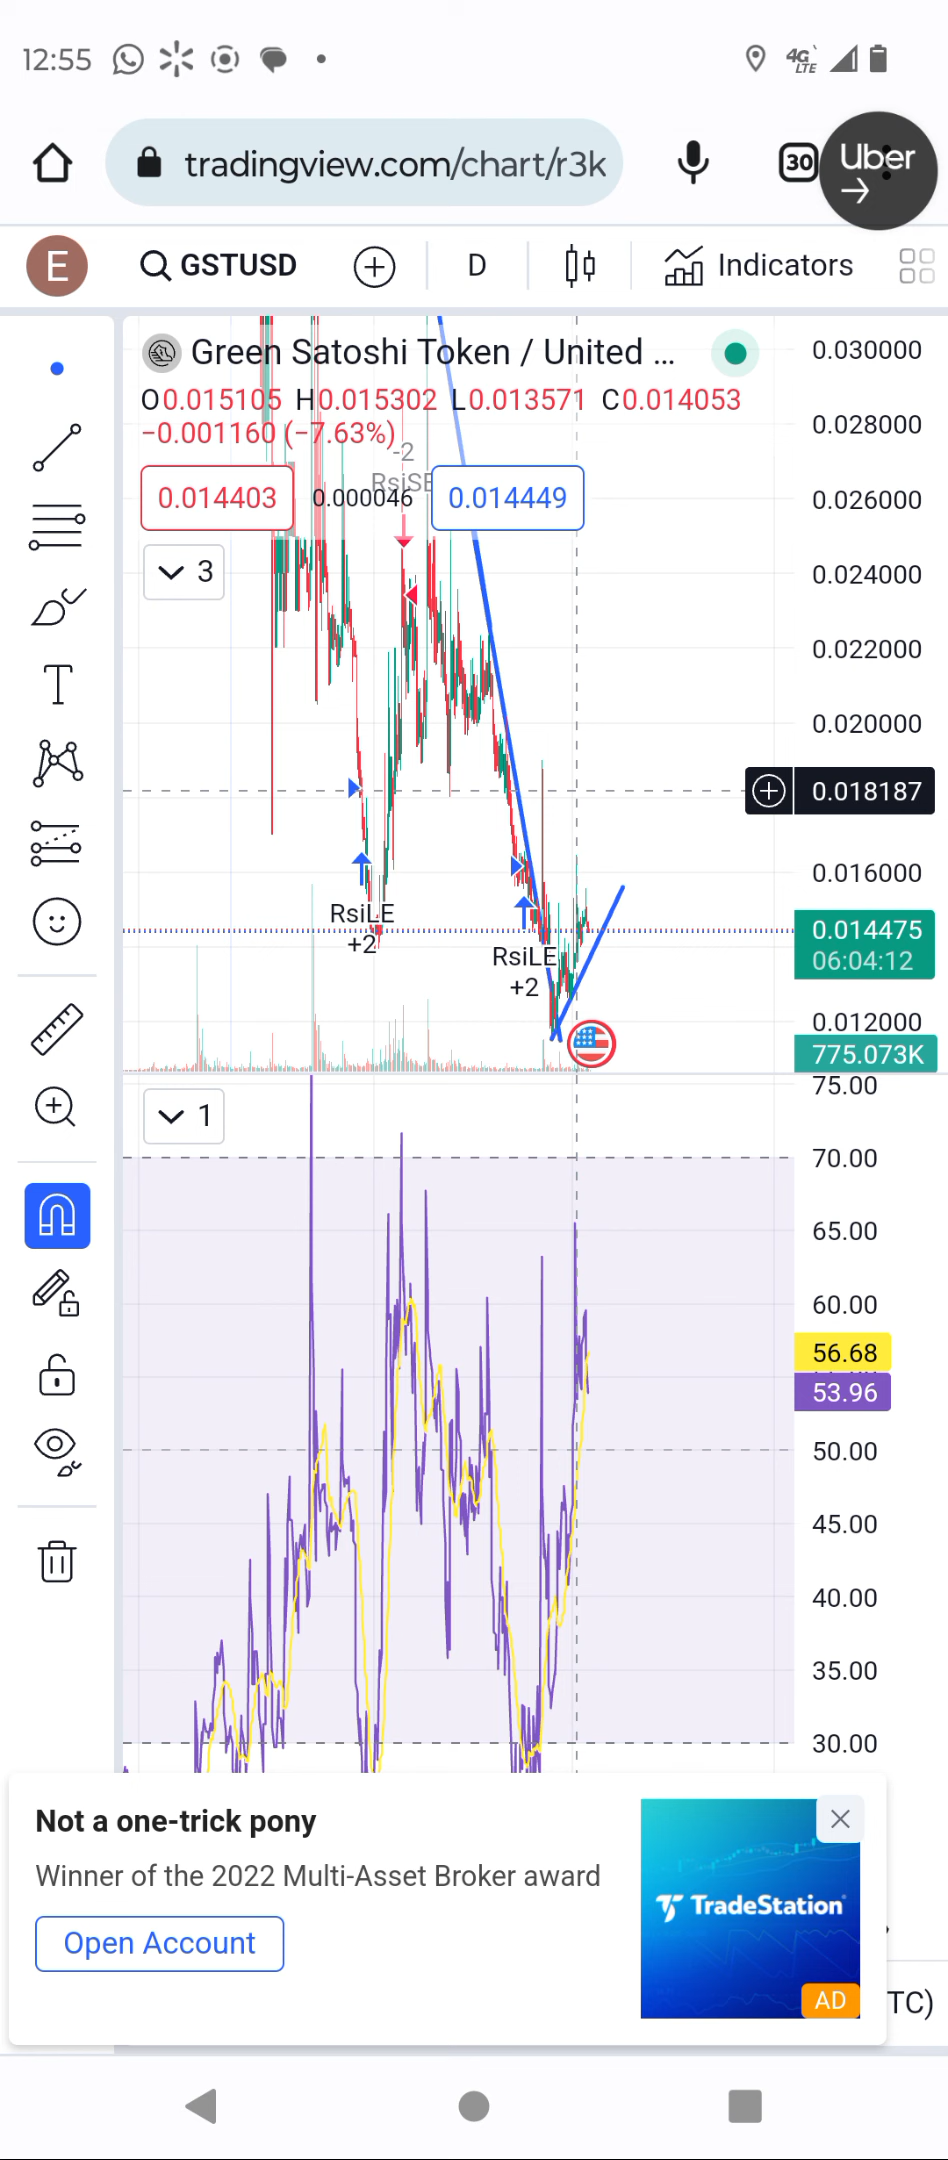 12:55
4G LTE
tradingview.com/chart/r3k
30
Uber
E
GSTUSD
D
Indicators
Green Satoshi Token / United ...
O0.015105 H0.015302 L0.013571 C0.014053
−0.001160 (−7.63%)
-2
RsiSE
0.014403
0.000046
0.014449
3
0.030000
0.028000
0.026000
0.024000
0.022000
0.020000
0.018187
0.016000
0.014475
06:04:12
0.012000
775.073K
RsiLE
+2
RsiLE
+2
1
75.00
70.00
65.00
60.00
56.68
53.96
50.00
45.00
40.00
35.00
30.00
Not a one-trick pony
Winner of the 2022 Multi-Asset Broker award
Open Account
TradeStation
AD
TC)